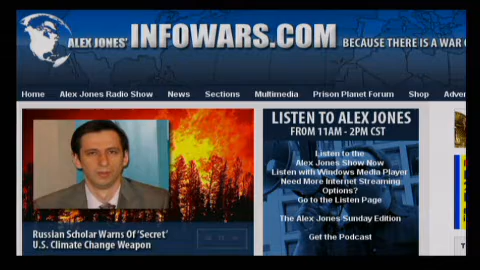 ALEX JONES' INFOWARS.COM BECAUSE THERE IS A WAR
Home Alex Jones Radio Show News Sections Multimedia Prison Planet Forum Shop Adver
LISTEN TO ALEX JONES
FROM 11AM - 2PM CST
Listen to the
Alex Jones Show Now
Listen with Windows Media Player
Need More Internet Streaming
Options?
Go to the Listen Page
The Alex Jones Sunday Edition
Get the Podcast
Russian Scholar Warns Of 'Secret'
U.S. Climate Change Weapon